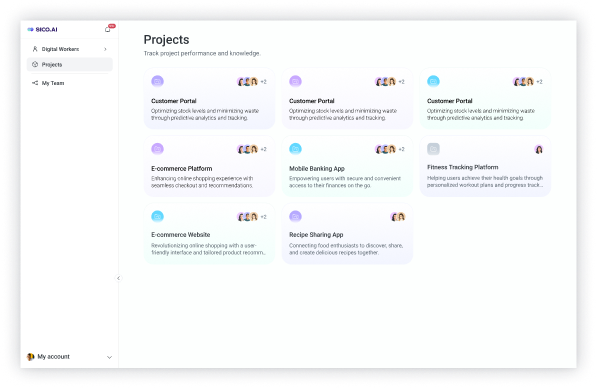 SICO.AI
Digital Workers
Projects
My Team
My account
Projects
Track project performance and knowledge.
+2
Customer Portal
Optimizing stock levels and minimizing waste
through predictive analytics and tracking.
+2
Customer Portal
Optimizing stock levels and minimizing waste
through predictive analytics and tracking.
+2
Customer Portal
Optimizing stock levels and minimizing waste
through predictive analytics and tracking.
+2
E-commerce Platform
Enhancing online shopping experience with
seamless checkout and recommendations.
+2
Mobile Banking App
Empowering users with secure and convenient
access to their finances on the go.
Fitness Tracking Platform
Helping users achieve their health goals through
personalized workout plans and progress track...
+2
E-commerce Website
Revolutionizing online shopping with a user-
friendly interface and tailored product recomm...
Recipe Sharing App
Connecting food enthusiasts to discover, share,
and create delicious recipes together.